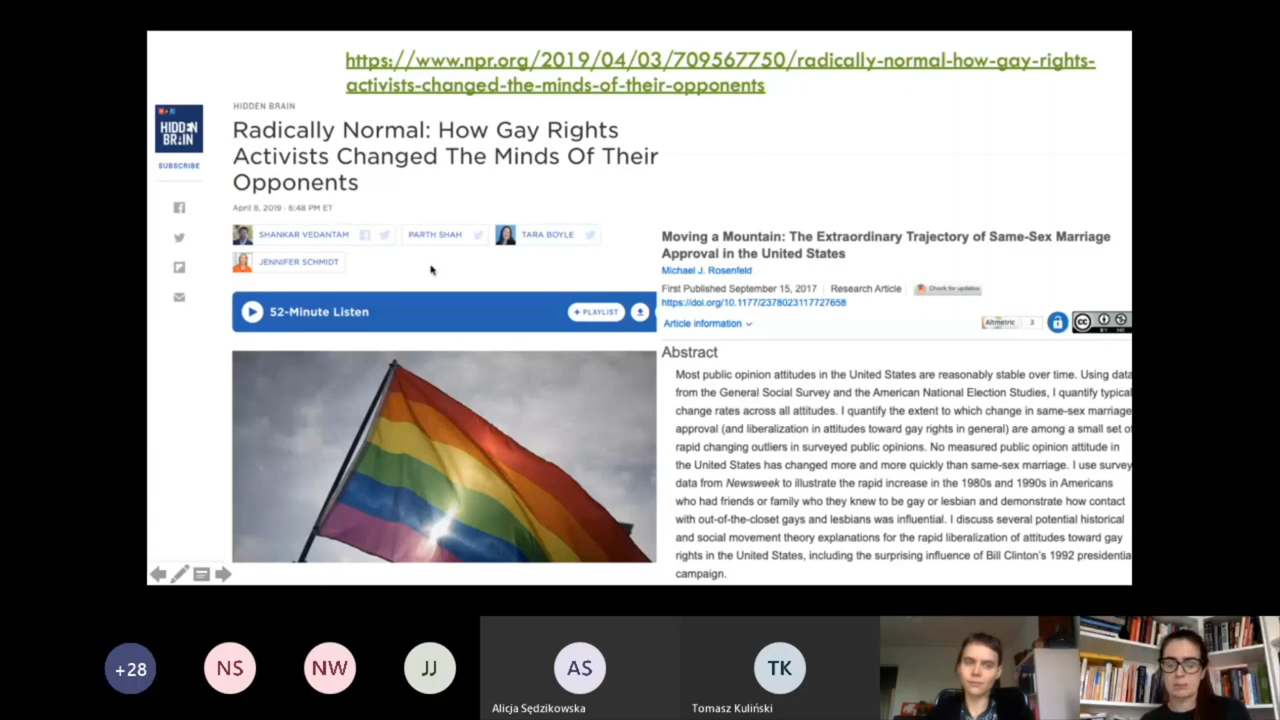 https://www.npr.org/2019/04/03/709567750/radically-normal-how-gay-rights-
activists-changed-the-minds-of-their-opponents
HIDDEN BRAIN
HIDDEN
BRAIN
SUBSCRIBE
Radically Normal: How Gay Rights
Activists Changed The Minds Of Their
Opponents
April 8, 2019 · 6:48 PM ET
SHANKAR VEDANTAM
PARTH SHAH
TARA BOYLE
JENNIFER SCHMIDT
52-Minute Listen
+ PLAYLIST
Moving a Mountain: The Extraordinary Trajectory of Same-Sex Marriage
Approval in the United States
Michael J. Rosenfeld
First Published September 15, 2017 | Research Article | Check for updates
https://doi.org/10.1177/2378023117727658
Article information
Altmetric 3
CC
BY NC
Abstract
Most public opinion attitudes in the United States are reasonably stable over time. Using data
from the General Social Survey and the American National Election Studies, I quantify typical
change rates across all attitudes. I quantify the extent to which change in same-sex marriage
approval (and liberalization in attitudes toward gay rights in general) are among a small set of
rapid changing outliers in surveyed public opinions. No measured public opinion attitude in
the United States has changed more and more quickly than same-sex marriage. I use survey
data from Newsweek to illustrate the rapid increase in the 1980s and 1990s in Americans
who had friends or family who they knew to be gay or lesbian and demonstrate how contact
with out-of-the-closet gays and lesbians was influential. I discuss several potential historical
and social movement theory explanations for the rapid liberalization of attitudes toward gay
rights in the United States, including the surprising influence of Bill Clinton's 1992 presidentia
campaign.
+28
NS
NW
JJ
AS
TK
Alicja Sędzikowska
Tomasz Kuliński